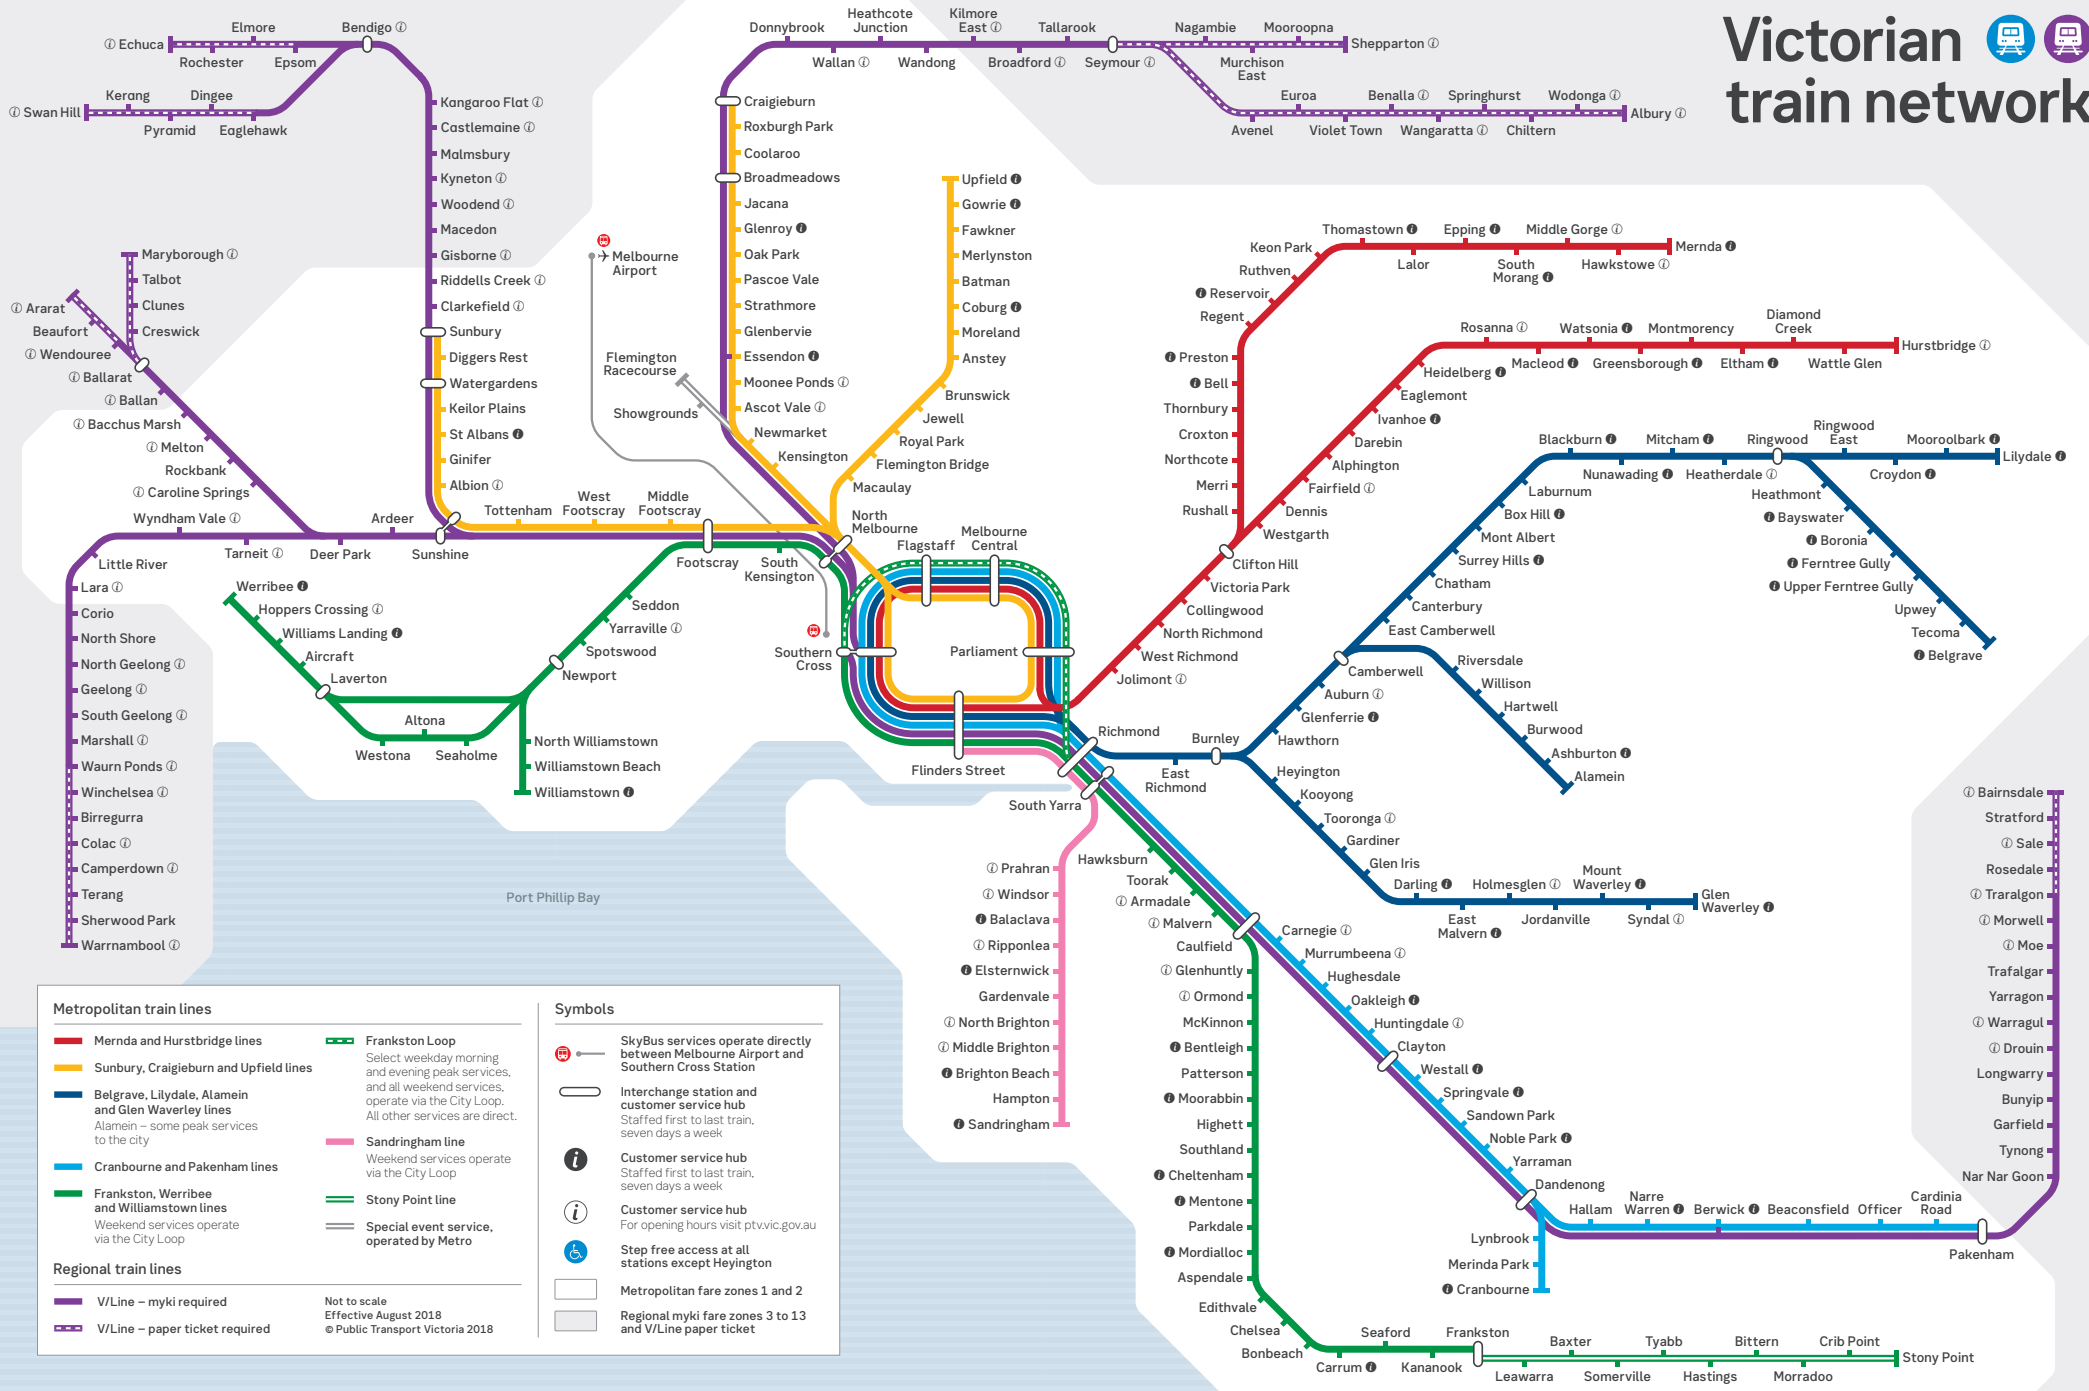 Victorian
train network
Echuca
Elmore
Rochester
Epsom
Bendigo
Swan Hill
Kerang
Pyramid
Dingee
Eaglehawk
Kangaroo Flat
Castlemaine
Malmsbury
Kyneton
Woodend
Macedon
Gisborne
Riddells Creek
Clarkefield
Sunbury
Diggers Rest
Watergardens
Keilor Plains
St Albans
Ginifer
Albion
Donnybrook
Wallan
Heathcote
Junction
Wandong
Kilmore
East
Broadford
Tallarook
Seymour
Nagambie
Murchison
East
Mooroopna
Shepparton
Avenel
Euroa
Violet Town
Benalla
Wangaratta
Springhurst
Chiltern
Wodonga
Albury
Craigieburn
Roxburgh Park
Coolaroo
Broadmeadows
Jacana
Glenroy
Oak Park
Pascoe Vale
Strathmore
Glenbervie
Essendon
Moonee Ponds
Ascot Vale
Newmarket
Kensington
Upfield
Gowrie
Fawkner
Merlynston
Batman
Coburg
Moreland
Anstey
Brunswick
Jewell
Royal Park
Flemington Bridge
Macaulay
North
Melbourne
Melbourne
Airport
Flemington
Racecourse
Showgrounds
Maryborough
Talbot
Clunes
Creswick
Ararat
Beaufort
Wendouree
Ballarat
Ballan
Bacchus Marsh
Melton
Rockbank
Caroline Springs
Wyndham Vale
Tarneit
Deer Park
Ardeer
Sunshine
Tottenham
West
Footscray
Middle
Footscray
Footscray
South
Kensington
Little River
Lara
Corio
North Shore
North Geelong
Geelong
South Geelong
Marshall
Waurn Ponds
Winchelsea
Birregurra
Colac
Camperdown
Terang
Sherwood Park
Warrnambool
Werribee
Hoppers Crossing
Williams Landing
Aircraft
Laverton
Westona
Altona
Seaholme
Seddon
Yarraville
Spotswood
Newport
North Williamstown
Williamstown Beach
Williamstown
Flagstaff
Melbourne
Central
Southern
Cross
Parliament
Flinders Street
Richmond
South Yarra
Port Phillip Bay
Mernda
Hawkstowe
Middle Gorge
South
Morang
Epping
Lalor
Thomastown
Keon Park
Ruthven
Reservoir
Regent
Preston
Bell
Thornbury
Croxton
Northcote
Merri
Rushall
Hurstbridge
Wattle Glen
Diamond
Creek
Eltham
Montmorency
Greensborough
Watsonia
Macleod
Rosanna
Heidelberg
Eaglemont
Ivanhoe
Darebin
Alphington
Fairfield
Dennis
Westgarth
Clifton Hill
Victoria Park
Collingwood
North Richmond
West Richmond
Jolimont
Lilydale
Mooroolbark
Croydon
Ringwood
East
Ringwood
Heatherdale
Mitcham
Nunawading
Blackburn
Laburnum
Box Hill
Mont Albert
Surrey Hills
Chatham
Canterbury
East Camberwell
Camberwell
Auburn
Glenferrie
Hawthorn
Burnley
East
Richmond
Heathmont
Bayswater
Boronia
Ferntree Gully
Upper Ferntree Gully
Upwey
Tecoma
Belgrave
Riversdale
Willison
Hartwell
Burwood
Ashburton
Alamein
Heyington
Kooyong
Tooronga
Gardiner
Glen Iris
Darling
East
Malvern
Holmesglen
Jordanville
Mount
Waverley
Syndal
Glen
Waverley
Prahran
Windsor
Balaclava
Ripponlea
Elsternwick
Gardenvale
North Brighton
Middle Brighton
Brighton Beach
Hampton
Sandringham
Hawksburn
Toorak
Armadale
Malvern
Caulfield
Glenhuntly
Ormond
McKinnon
Bentleigh
Patterson
Moorabbin
Highett
Southland
Cheltenham
Mentone
Parkdale
Mordialloc
Aspendale
Edithvale
Chelsea
Bonbeach
Carrum
Seaford
Kananook
Frankston
Leawarra
Baxter
Somerville
Tyabb
Hastings
Bittern
Morradoo
Crib Point
Stony Point
Carnegie
Murrumbeena
Hughesdale
Oakleigh
Huntingdale
Clayton
Westall
Springvale
Sandown Park
Noble Park
Yarraman
Dandenong
Lynbrook
Merinda Park
Cranbourne
Hallam
Narre
Warren
Berwick
Beaconsfield
Officer
Cardinia
Road
Pakenham
Bairnsdale
Stratford
Sale
Rosedale
Traralgon
Morwell
Moe
Trafalgar
Yarragon
Warragul
Drouin
Longwarry
Bunyip
Garfield
Tynong
Nar Nar Goon
Metropolitan train lines
Mernda and Hurstbridge lines
Sunbury, Craigieburn and Upfield lines
Belgrave, Lilydale, Alamein
and Glen Waverley lines
Alamein – some peak services
to the city
Cranbourne and Pakenham lines
Frankston, Werribee
and Williamstown lines
Weekend services operate
via the City Loop
Frankston Loop
Select weekday morning
and evening peak services,
and all weekend services,
operate via the City Loop.
All other services are direct.
Sandringham line
Weekend services operate
via the City Loop
Stony Point line
Special event service,
operated by Metro
Regional train lines
V/Line – myki required
V/Line – paper ticket required
Not to scale
Effective August 2018
© Public Transport Victoria 2018
Symbols
SkyBus services operate directly
between Melbourne Airport and
Southern Cross Station
Interchange station and
customer service hub
Staffed first to last train,
seven days a week
Customer service hub
Staffed first to last train,
seven days a week
Customer service hub
For opening hours visit ptv.vic.gov.au
Step free access at all
stations except Heyington
Metropolitan fare zones 1 and 2
Regional myki fare zones 3 to 13
and V/Line paper ticket